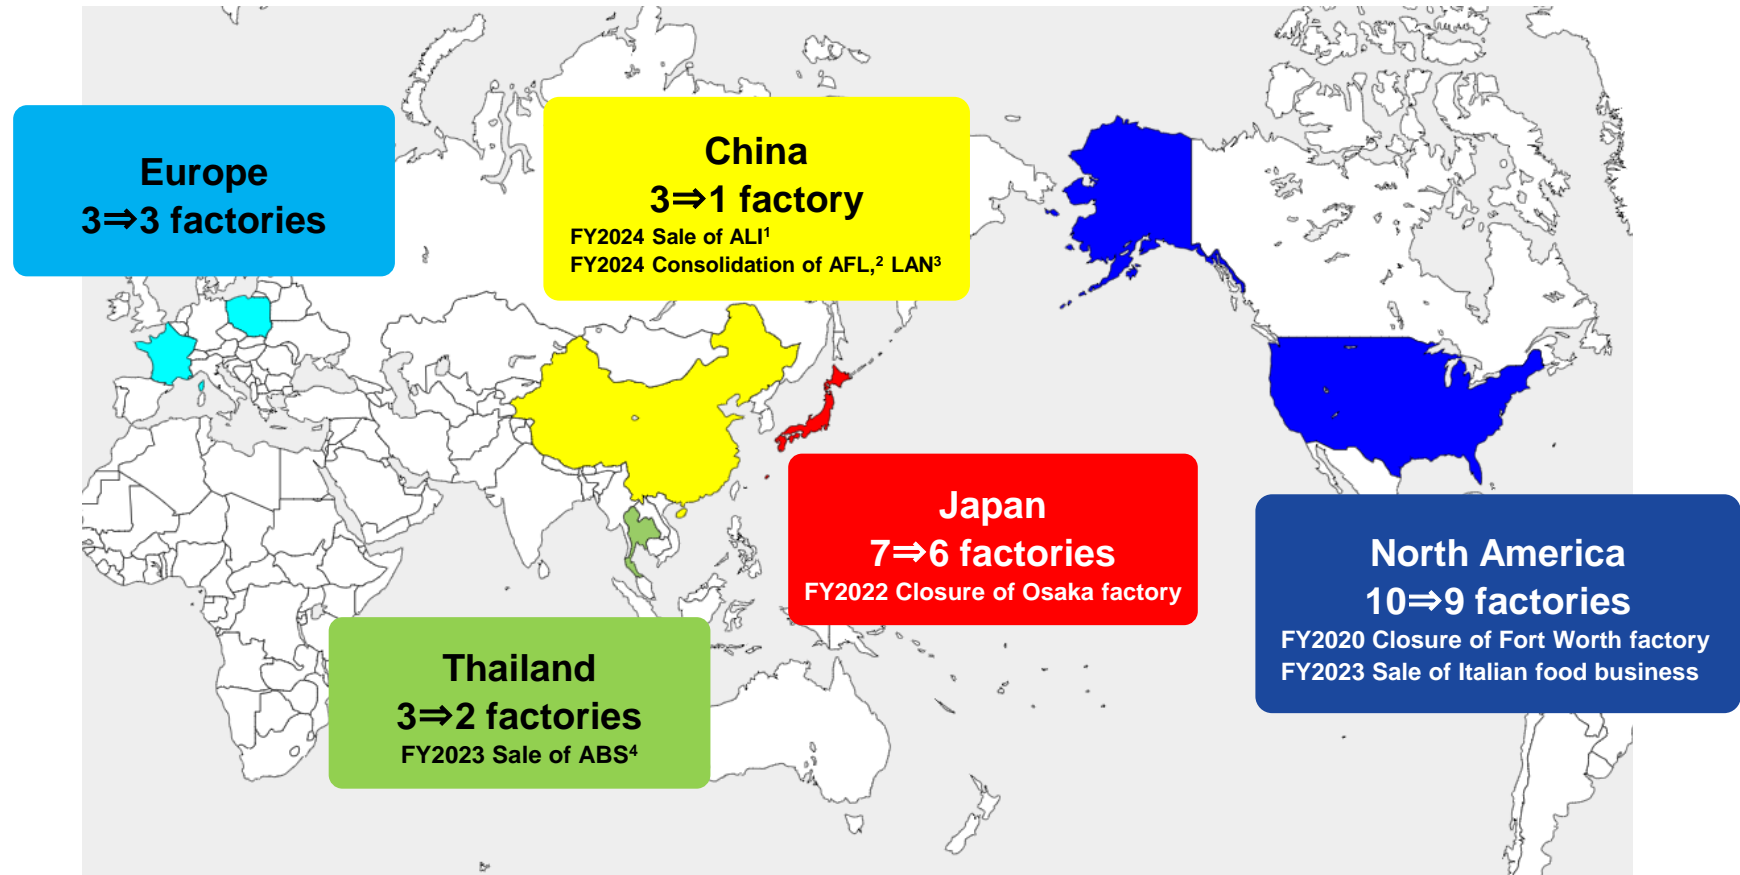 Europe
3⇒3 factories
China
3⇒1 factory
FY2024 Sale of ALI¹
FY2024 Consolidation of AFL,² LAN³
Japan
7⇒6 factories
FY2022 Closure of Osaka factory
North America
10⇒9 factories
FY2020 Closure of Fort Worth factory
FY2023 Sale of Italian food business
Thailand
3⇒2 factories
FY2023 Sale of ABS⁴